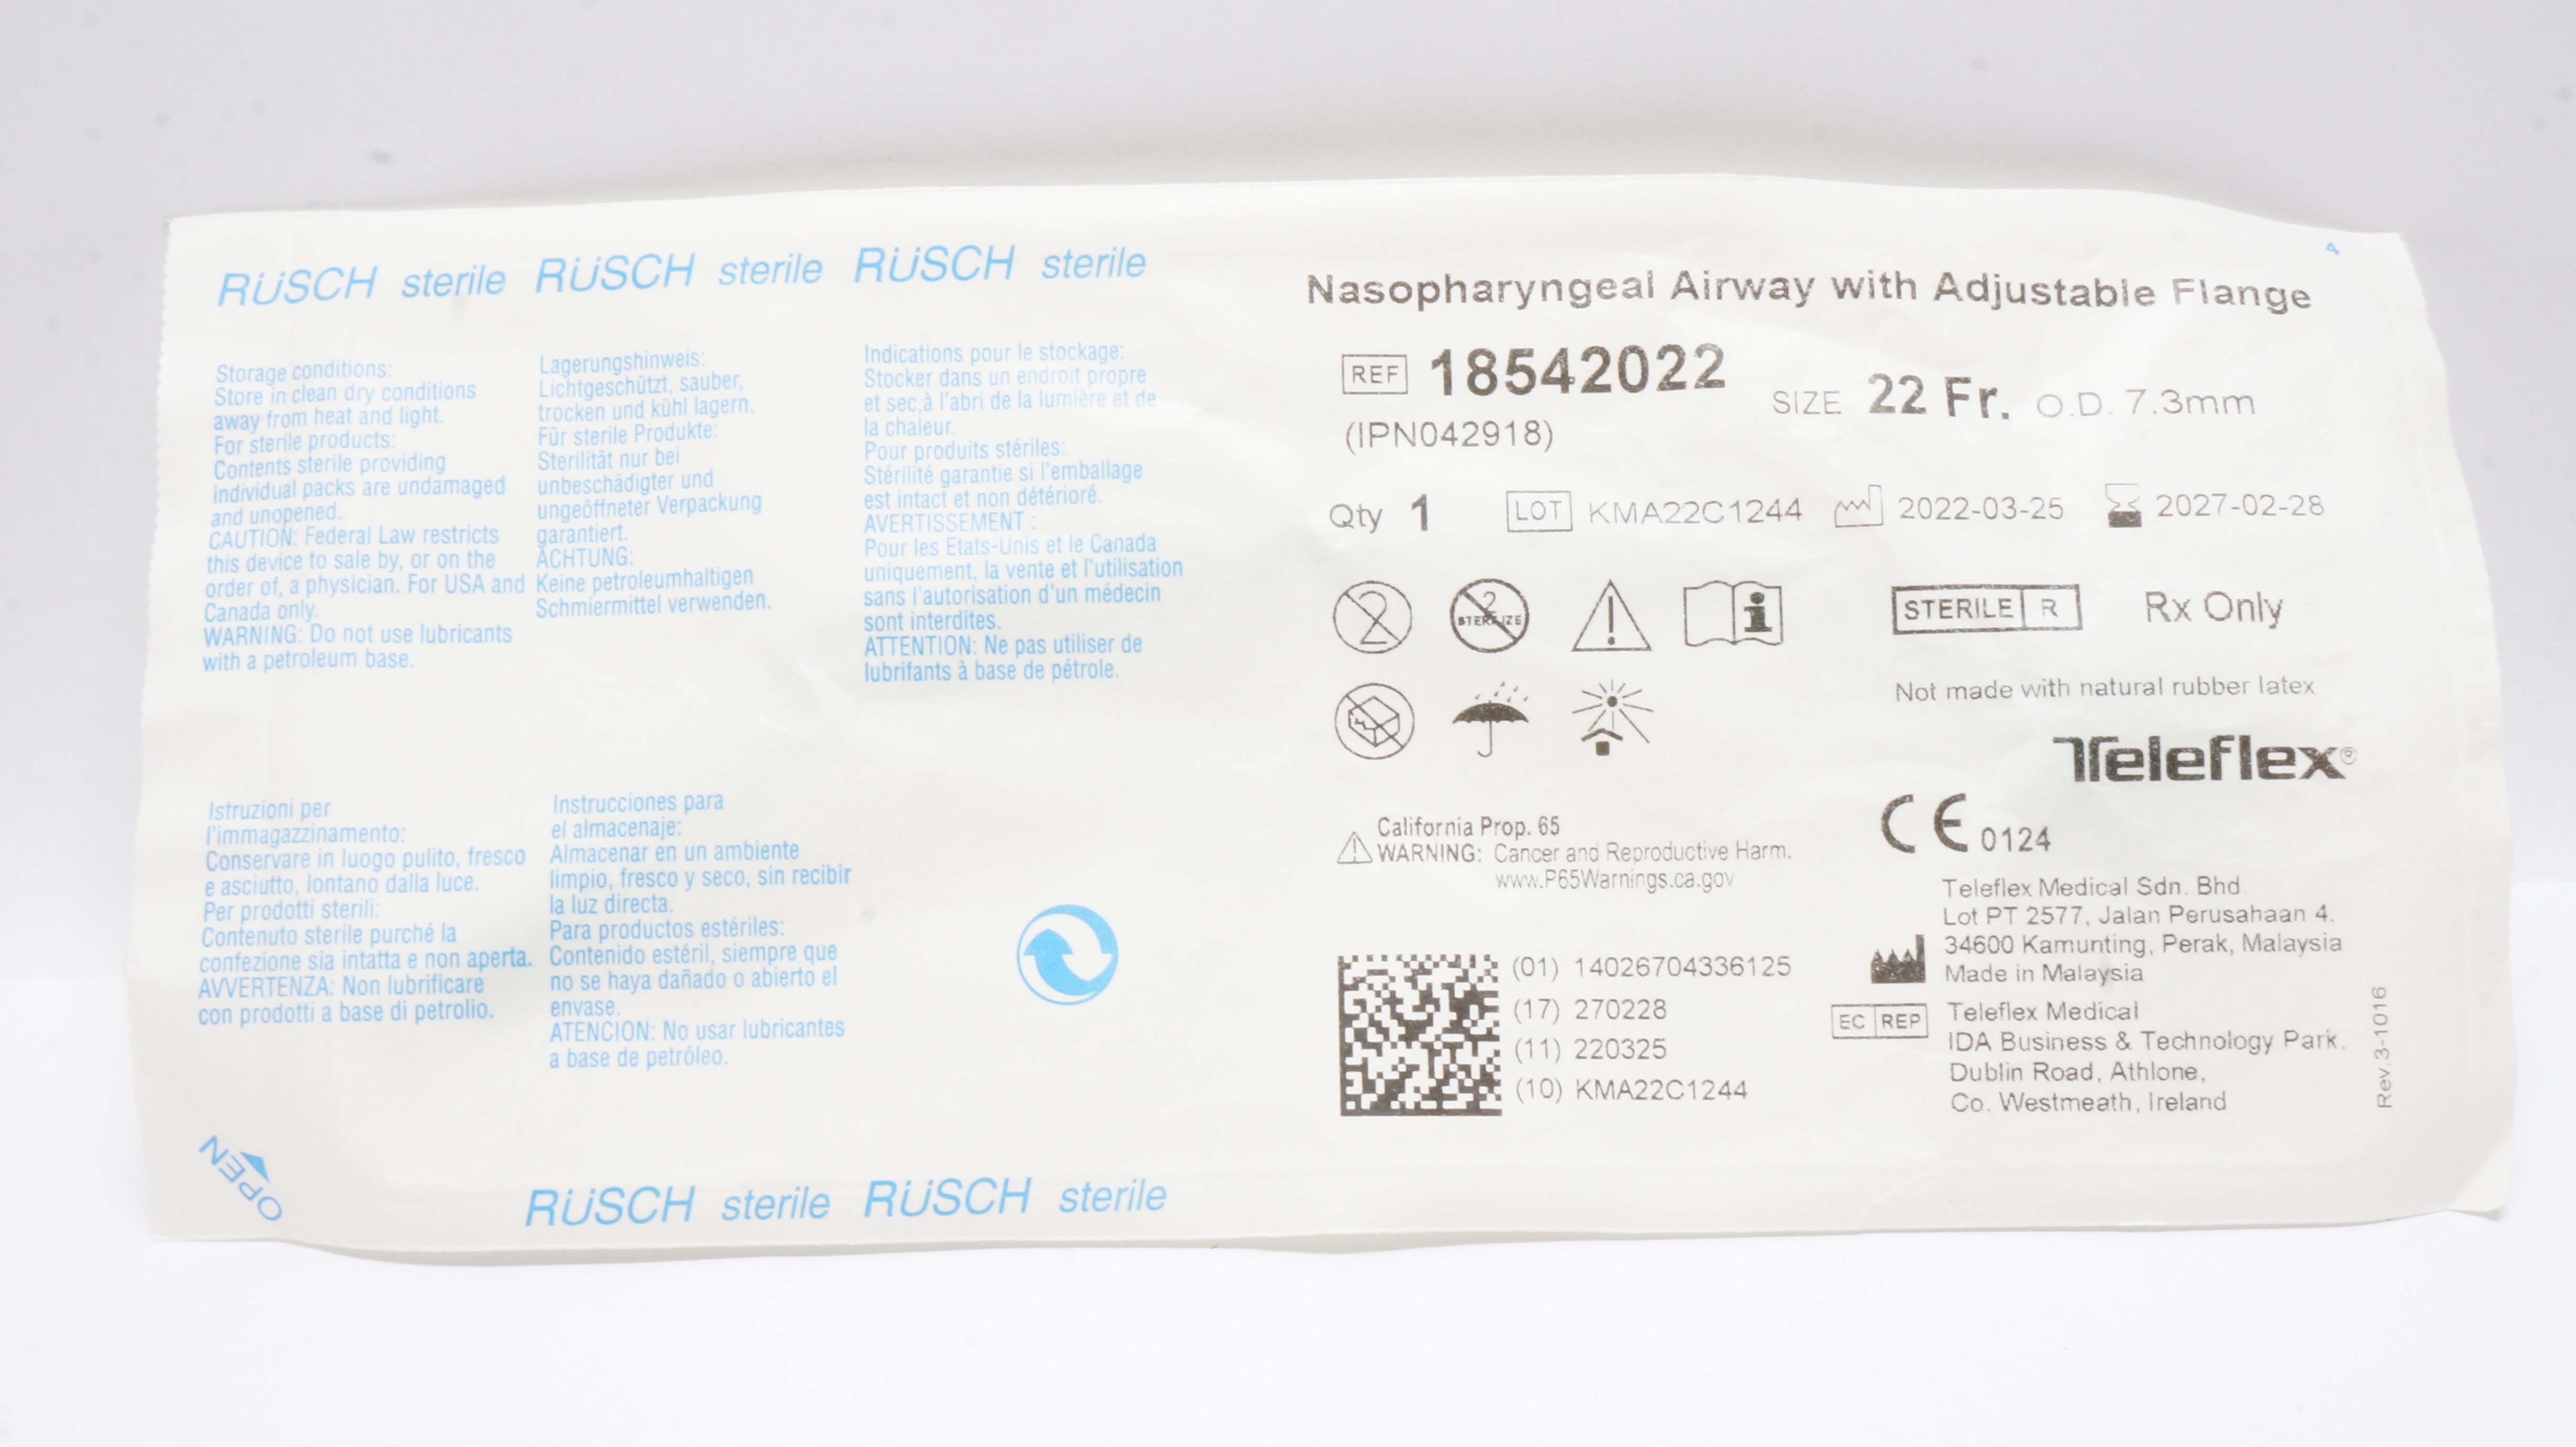 RÜSCH sterile RÜSCH sterile RÜSCH sterile
Storage conditions:
Store in clean dry conditions
away from heat and light.
For sterile products:
Contents sterile providing
individual packs are undamaged
and unopened.
CAUTION: Federal Law restricts
this device to sale by, or on the
order of, a physician. For USA and
Canada only.
WARNING: Do not use lubricants
with a petroleum base.
Lagerungshinweis:
Lichtgeschützt, sauber,
trocken und kühl lagern.
Für sterile Produkte:
Sterilität nur bei
unbeschädigter und
ungeöffneter Verpackung
garantiert.
ACHTUNG:
Keine petroleumhaltigen
Schmiermittel verwenden.
Indications pour le stockage:
Stocker dans un endroit propre
et sec,à l'abri de la lumière et de
la chaleur.
Pour produits stériles:
Stérilité garantie si l'emballage
est intact et non détérioré.
AVERTISSEMENT :
Pour les Etats-Unis et le Canada
uniquement, la vente et l'utilisation
sans l'autorisation d'un médecin
sont interdites.
ATTENTION: Ne pas utiliser de
lubrifants à base de pétrole.
Istruzioni per
l'immagazzinamento:
Conservare in luogo pulito, fresco
e asciutto, lontano dalla luce.
Per prodotti sterili:
Contenuto sterile purché la
confezione sia intatta e non aperta.
AVVERTENZA: Non lubrificare
con prodotti a base di petrolio.
Instrucciones para
el almacenaje:
Almacenar en un ambiente
limpio, fresco y seco, sin recibir
la luz directa.
Para productos estériles:
Contenido estéril, siempre que
no se haya dañado o abierto el
envase.
ATENCION: No usar lubricantes
a base de petróleo.
OPEN
RÜSCH sterile RÜSCH sterile
4
Nasopharyngeal Airway with Adjustable Flange
REF 18542022
SIZE 22 Fr. O.D. 7.3mm
(IPN042918)
Qty 1 LOT KMA22C1244 2022-03-25 2027-02-28
2 2 STERILIZE STERILE R Rx Only
Not made with natural rubber latex
Teleflex®
California Prop. 65
WARNING: Cancer and Reproductive Harm.
www.P65Warnings.ca.gov
CE 0124
(01) 14026704336125
(17) 270228
(11) 220325
(10) KMA22C1244
Teleflex Medical Sdn. Bhd.
Lot PT 2577, Jalan Perusahaan 4,
34600 Kamunting, Perak, Malaysia
Made in Malaysia
EC REP Teleflex Medical
IDA Business & Technology Park,
Dublin Road, Athlone,
Co. Westmeath, Ireland
Rev.3-1016